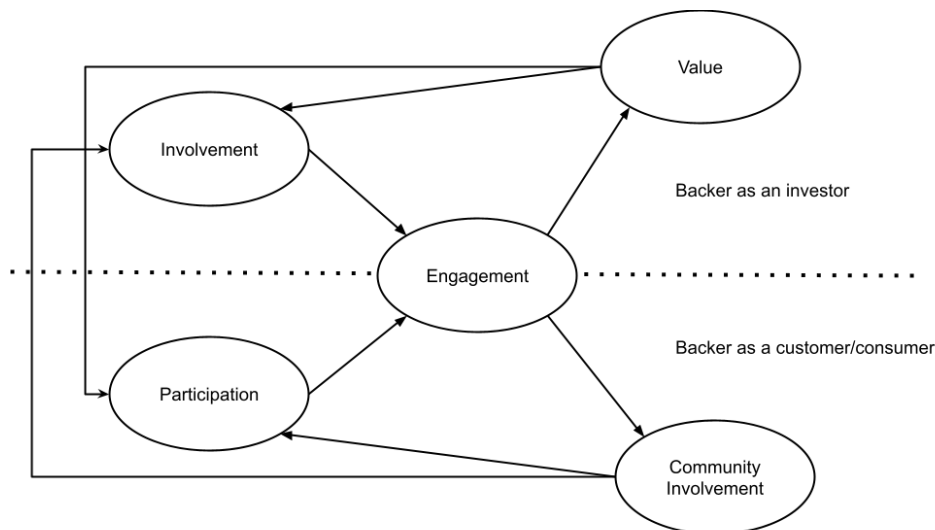 Value
Involvement
Backer as an investor
Engagement
Backer as a customer/consumer
Participation
Community
Involvement